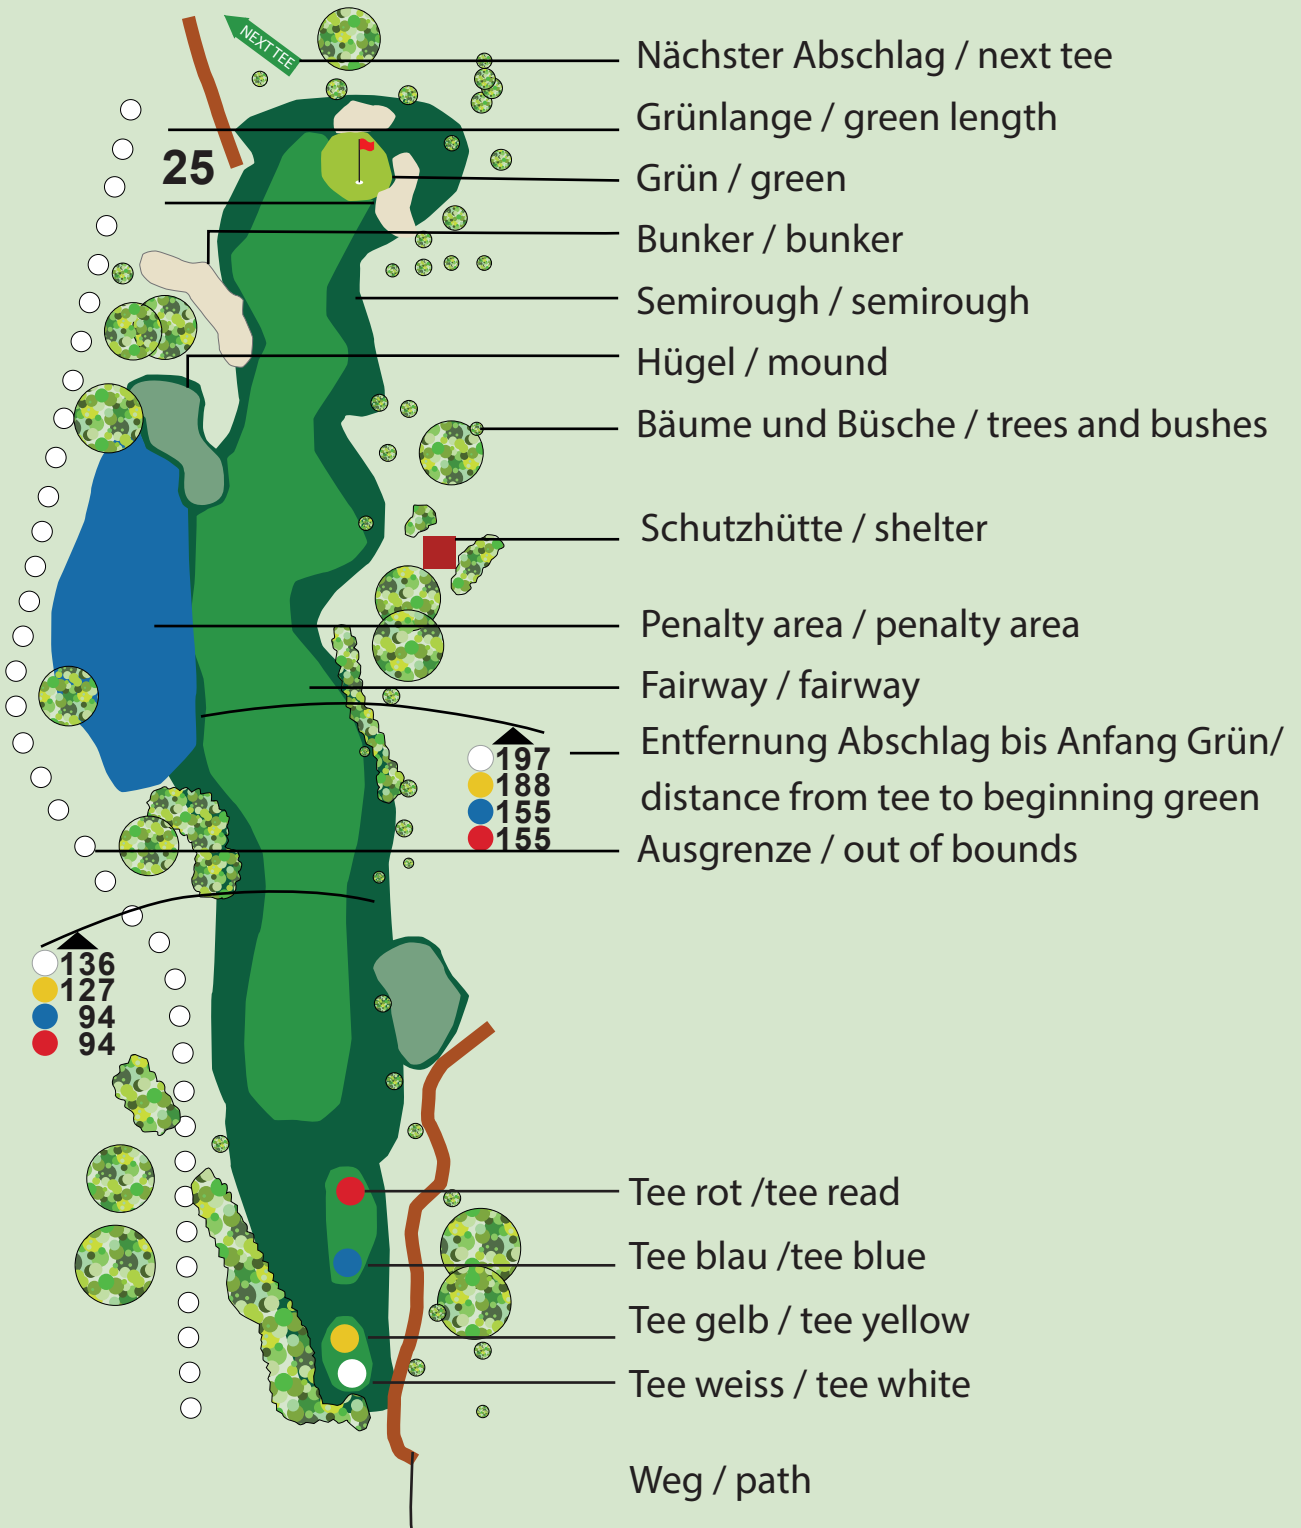 NEXT TEE
Nächster Abschlag / next tee
Grünlange / green length
25
Grün / green
Bunker / bunker
Semirough / semirough
Hügel / mound
Bäume und Büsche / trees and bushes
Schutzhütte / shelter
Penalty area / penalty area
Fairway / fairway
197
188
155
155
Entfernung Abschlag bis Anfang Grün/
distance from tee to beginning green
Ausgrenze / out of bounds
136
127
94
94
Tee rot /tee read
Tee blau /tee blue
Tee gelb / tee yellow
Tee weiss / tee white
Weg / path